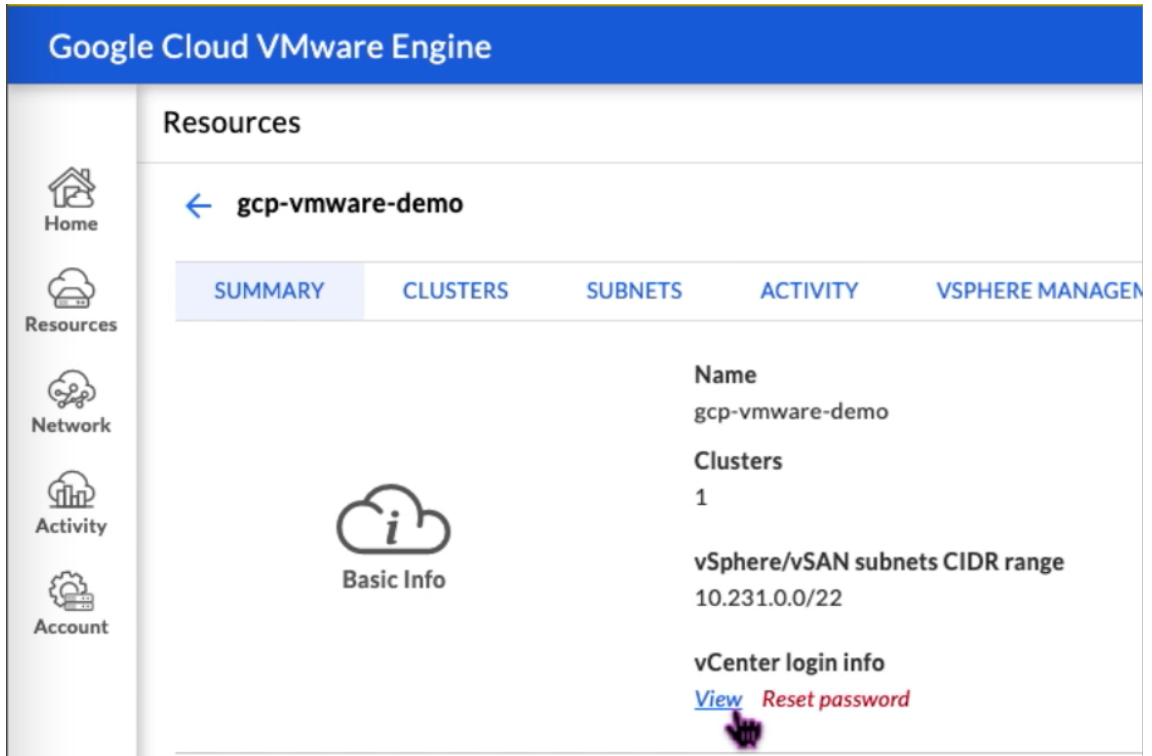 Google Cloud VMware Engine
Resources
Home
gcp-vmware-demo
Resources
SUMMARY CLUSTERS SUBNETS ACTIVITY VSPHERE MANAGEM
Network
Name
gcp-vmware-demo
Clusters
1
Activity
Basic Info
vSphere/vSAN subnets CIDR range
10.231.0.0/22
Account
vCenter login info
View Reset password